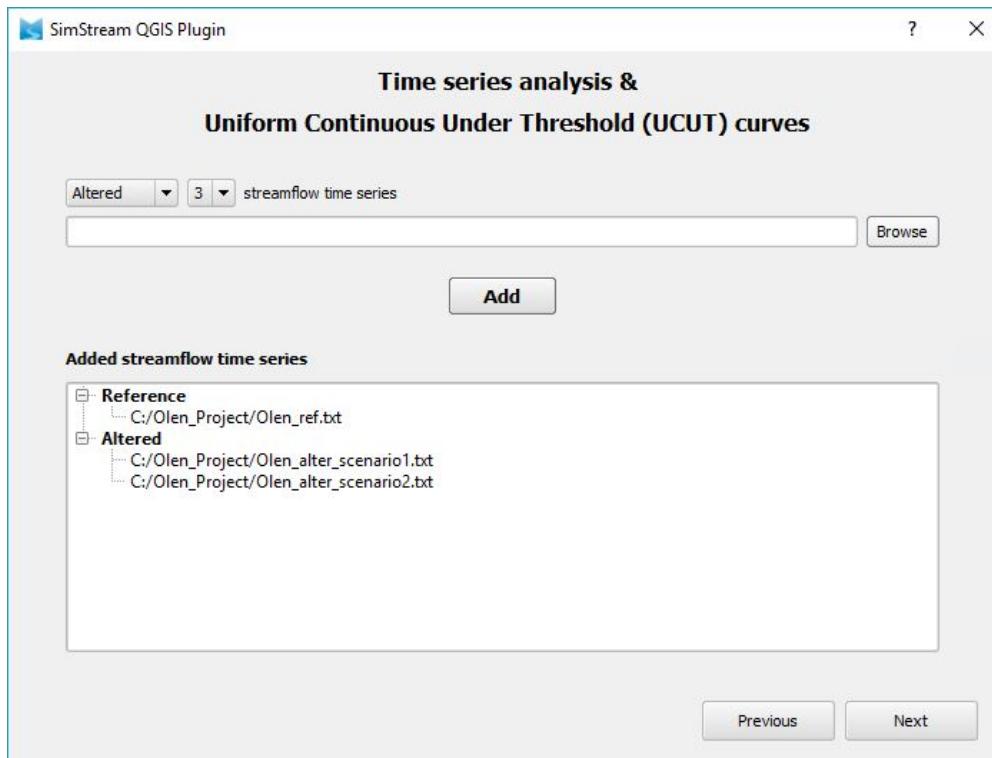 SimStream QGIS Plugin ?
Time series analysis &
Uniform Continuous Under Threshold (UCUT) curves
Altered 3 streamflow time series
Browse
Add
Added streamflow time series
Reference
C:/Olen_Project/Olen_ref.txt
Altered
C:/Olen_Project/Olen_alter_scenario1.txt
C:/Olen_Project/Olen_alter_scenario2.txt
Previous Next